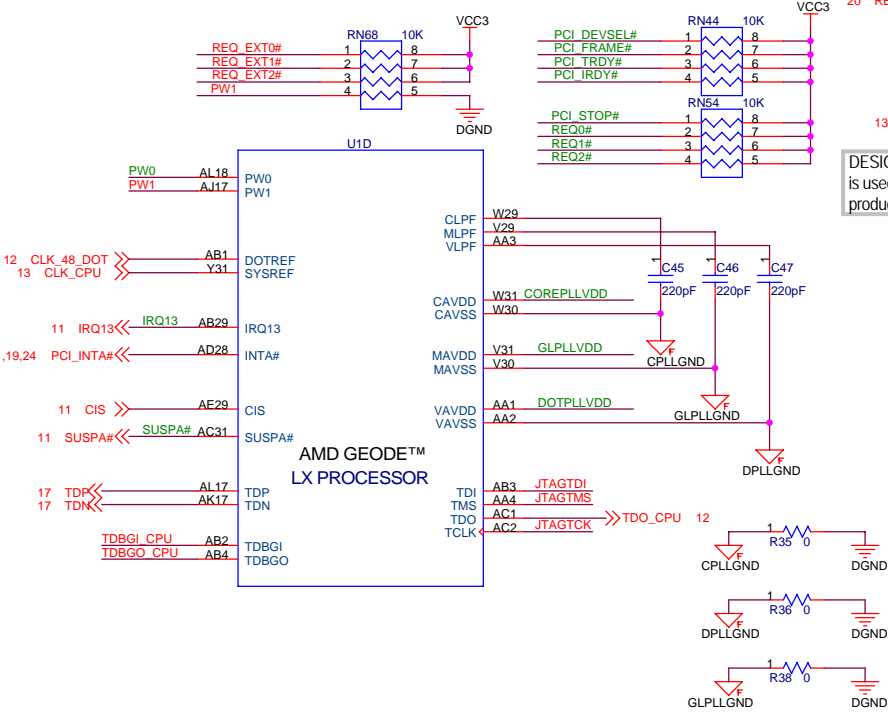 VCC3
RN68 10K
REQ_EXT0# 1 8
REQ_EXT1# 2 7
REQ_EXT2# 3 6
PW1 4 5
DGND
VCC3
20 RE
RN44 10K
PCI_DEVSEL# 1 8
PCI_FRAME# 2 7
PCI_TRDY# 3 6
PCI_IRDY# 4 5
RN54 10K
PCI_STOP# 1 8
REQ0# 2 7
REQ1# 3 6
REQ2# 4 5
13
DESIG
is used
produc
U1D
PW0 AL18 PW0
PW1 AJ17 PW1
12 CLK_48_DOT AB1 DOTREF
13 CLK_CPU Y31 SYSREF
11 IRQ13 IRQ13 AB29 IRQ13
,19,24 PCI_INTA# AD28 INTA#
11 CIS AE29 CIS
11 SUSPA# SUSPA# AC31 SUSPA#
AMD GEODE™
LX PROCESSOR
17 TDP AL17 TDP
17 TDN AK17 TDN
TDBGI_CPU AB2 TDBGI
TDBGO_CPU AB4 TDBGO
CLPF W29
MLPF V29
VLPF AA3
1 C45 220pF
1 C46 220pF
1 C47 220pF
CAVDD W31 COREPLLVDD
CAVSS W30
F
CPLLGND
MAVDD V31 GLPLLVDD
MAVSS V30
F
GLPLLGND
VAVDD AA1 DOTPLLVDD
VAVSS AA2
F
DPLLGND
TDI AB3 JTAGTDI
TMS AA4 JTAGTMS
TDO AC1 TDO_CPU 12
TCLK AC2 JTAGTCK
1
R35 0
F
CPLLGND DGND
1
R36 0
F
DPLLGND DGND
1
R38 0
F
GLPLLGND DGND